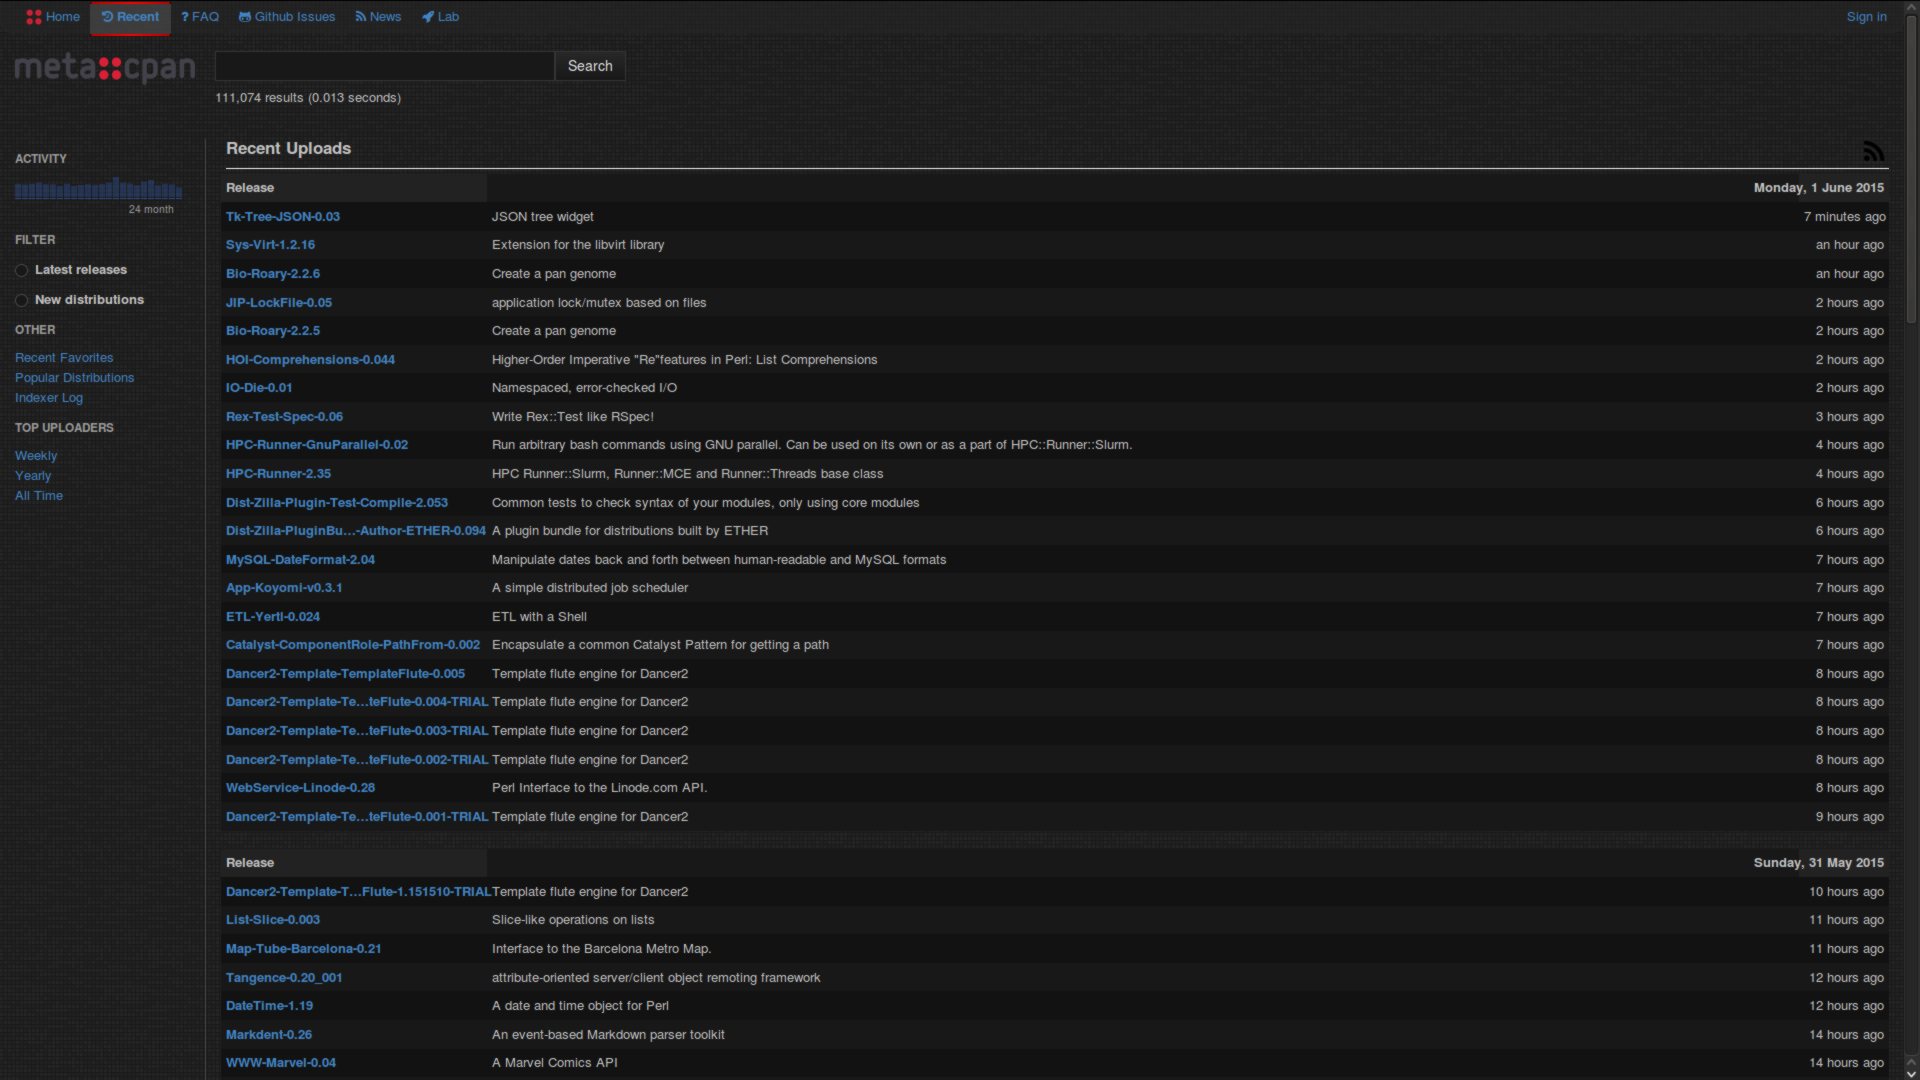 Home Recent ? FAQ Github Issues News Lab Sign in
meta::cpan
Search
111,074 results (0.013 seconds)
ACTIVITY
24 month
FILTER
Latest releases
New distributions
OTHER
Recent Favorites
Popular Distributions
Indexer Log
TOP UPLOADERS
Weekly
Yearly
All Time
Recent Uploads
Release Monday, 1 June 2015
Tk-Tree-JSON-0.03 JSON tree widget 7 minutes ago
Sys-Virt-1.2.16 Extension for the libvirt library an hour ago
Bio-Roary-2.2.6 Create a pan genome an hour ago
JIP-LockFile-0.05 application lock/mutex based on files 2 hours ago
Bio-Roary-2.2.5 Create a pan genome 2 hours ago
HOI-Comprehensions-0.044 Higher-Order Imperative "Re"features in Perl: List Comprehensions 2 hours ago
IO-Die-0.01 Namespaced, error-checked I/O 2 hours ago
Rex-Test-Spec-0.06 Write Rex::Test like RSpec! 3 hours ago
HPC-Runner-GnuParallel-0.02 Run arbitrary bash commands using GNU parallel. Can be used on its own or as a part of HPC::Runner::Slurm. 4 hours ago
HPC-Runner-2.35 HPC Runner::Slurm, Runner::MCE and Runner::Threads base class 4 hours ago
Dist-Zilla-Plugin-Test-Compile-2.053 Common tests to check syntax of your modules, only using core modules 6 hours ago
Dist-Zilla-PluginBu...-Author-ETHER-0.094 A plugin bundle for distributions built by ETHER 6 hours ago
MySQL-DateFormat-2.04 Manipulate dates back and forth between human-readable and MySQL formats 7 hours ago
App-Koyomi-v0.3.1 A simple distributed job scheduler 7 hours ago
ETL-Yertl-0.024 ETL with a Shell 7 hours ago
Catalyst-ComponentRole-PathFrom-0.002 Encapsulate a common Catalyst Pattern for getting a path 7 hours ago
Dancer2-Template-TemplateFlute-0.005 Template flute engine for Dancer2 8 hours ago
Dancer2-Template-Te...teFlute-0.004-TRIAL Template flute engine for Dancer2 8 hours ago
Dancer2-Template-Te...teFlute-0.003-TRIAL Template flute engine for Dancer2 8 hours ago
Dancer2-Template-Te...teFlute-0.002-TRIAL Template flute engine for Dancer2 8 hours ago
WebService-Linode-0.28 Perl Interface to the Linode.com API. 8 hours ago
Dancer2-Template-Te...teFlute-0.001-TRIAL Template flute engine for Dancer2 9 hours ago
Release Sunday, 31 May 2015
Dancer2-Template-T...Flute-1.151510-TRIAL Template flute engine for Dancer2 10 hours ago
List-Slice-0.003 Slice-like operations on lists 11 hours ago
Map-Tube-Barcelona-0.21 Interface to the Barcelona Metro Map. 11 hours ago
Tangence-0.20_001 attribute-oriented server/client object remoting framework 12 hours ago
DateTime-1.19 A date and time object for Perl 12 hours ago
Markdent-0.26 An event-based Markdown parser toolkit 14 hours ago
WWW-Marvel-0.04 A Marvel Comics API 14 hours ago